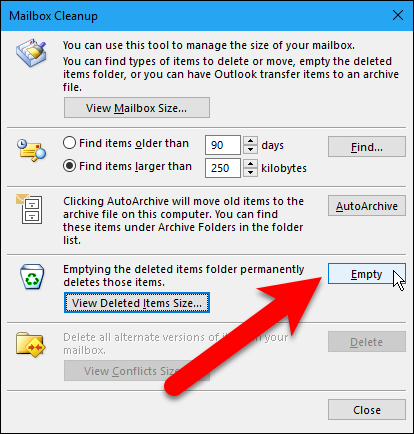 Mailbox Cleanup
You can use this tool to manage the size of your mailbox.
You can find types of items to delete or move, empty the deleted
items folder, or you can have Outlook transfer items to an archive
file.
View Mailbox Size...
Find items older than 90 days
Find...
Find items larger than 250 kilobytes
Clicking AutoArchive will move old items to the
archive file on this computer. You can find
these items under Archive Folders in the folder
list.
AutoArchive
Emptying the deleted items folder permanently
deletes those items.
Empty
View Deleted Items Size...
Delete all alternate versions of your
mailbox.
Delete
View Conflicts
Close